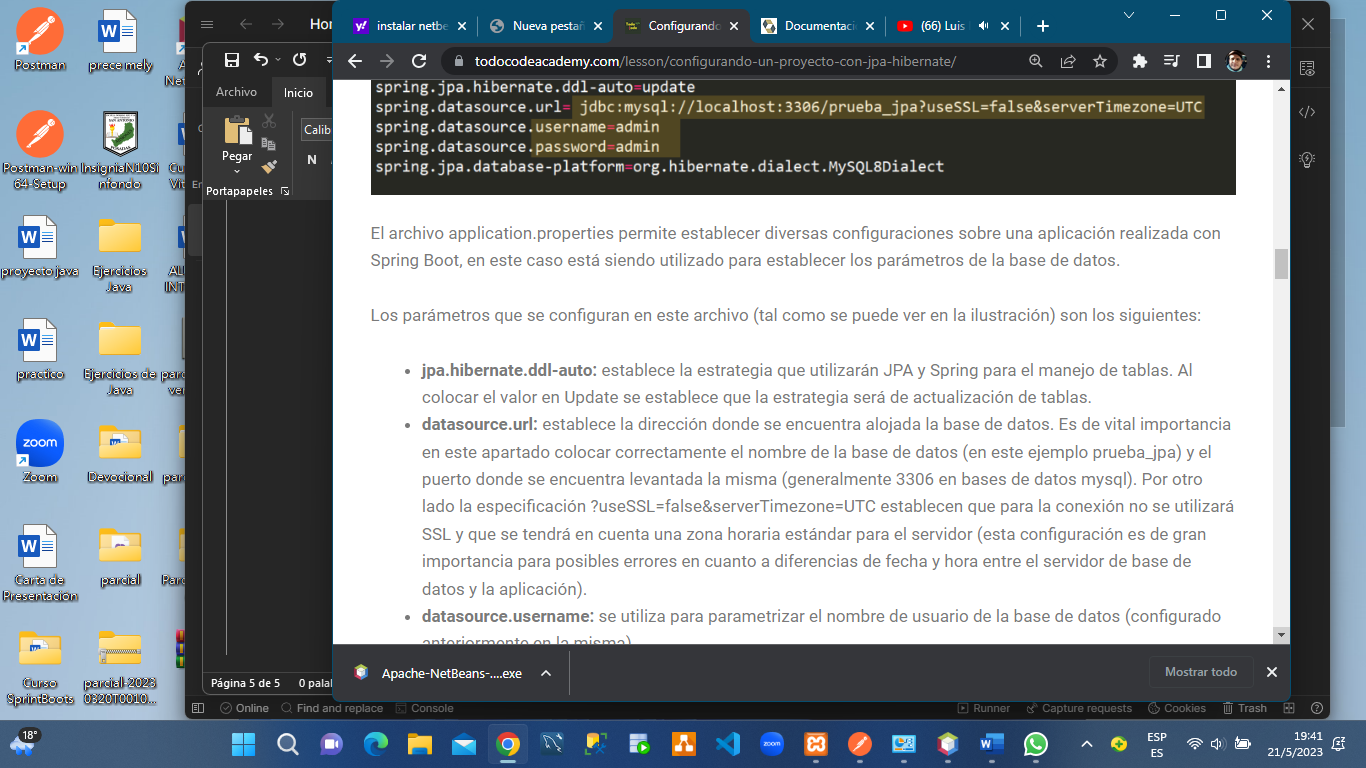 Postman
prece mely
Postman-win
64-Setup
InsigniaN10Si
nfondo
proyecto java
Ejercicios
Java
practico
Ejercicios de
Java
Zoom
Devocional
Carta de
Presentacion
parcial
Curso
SprintBoots
parcial-2023
0320T0010...
Archivo
Inicio
Pegar
N
Portapapeles
Página 5 de 5
instalar netbe
Nueva pestañ
Configurando
Documentaci
(66) Luis
todocodeacademy.com/lesson/configurando-un-proyecto-con-jpa-hibernate/
spring.jpa.hibernate.ddl-auto=update
spring.datasource.url= jdbc:mysql://localhost:3306/prueba_jpa?useSSL=false&serverTimezone=UTC
spring.datasource.username=admin
spring.datasource.password=admin
spring.jpa.database-platform=org.hibernate.dialect.MySQL8Dialect
El archivo application.properties permite establecer diversas configuraciones sobre una aplicación realizada con
Spring Boot, en este caso está siendo utilizado para establecer los parámetros de la base de datos.
Los parámetros que se configuran en este archivo (tal como se puede ver en la ilustración) son los siguientes:
• jpa.hibernate.ddl-auto: establece la estrategia que utilizarán JPA y Spring para el manejo de tablas. Al
colocar el valor en Update se establece que la estrategia será de actualización de tablas.
• datasource.url: establece la dirección donde se encuentra alojada la base de datos. Es de vital importancia
en este apartado colocar correctamente el nombre de la base de datos (en este ejemplo prueba_jpa) y el
puerto donde se encuentra levantada la misma (generalmente 3306 en bases de datos mysql). Por otro
lado la especificación ?useSSL=false&serverTimezone=UTC establecen que para la conexión no se utilizará
SSL y que se tendrá en cuenta una zona horaria estándar para el servidor (esta configuración es de gran
importancia para posibles errores en cuanto a diferencias de fecha y hora entre el servidor de base de
datos y la aplicación).
• datasource.username: se utiliza para parametrizar el nombre de usuario de la base de datos (configurado
anteriormente en la misma)
Apache-NetBeans-....exe
Mostrar todo
Online
Find and replace
Console
Runner
Capture requests
Cookies
Trash
18°
zoom
ESP
ES
19:41
21/5/2023